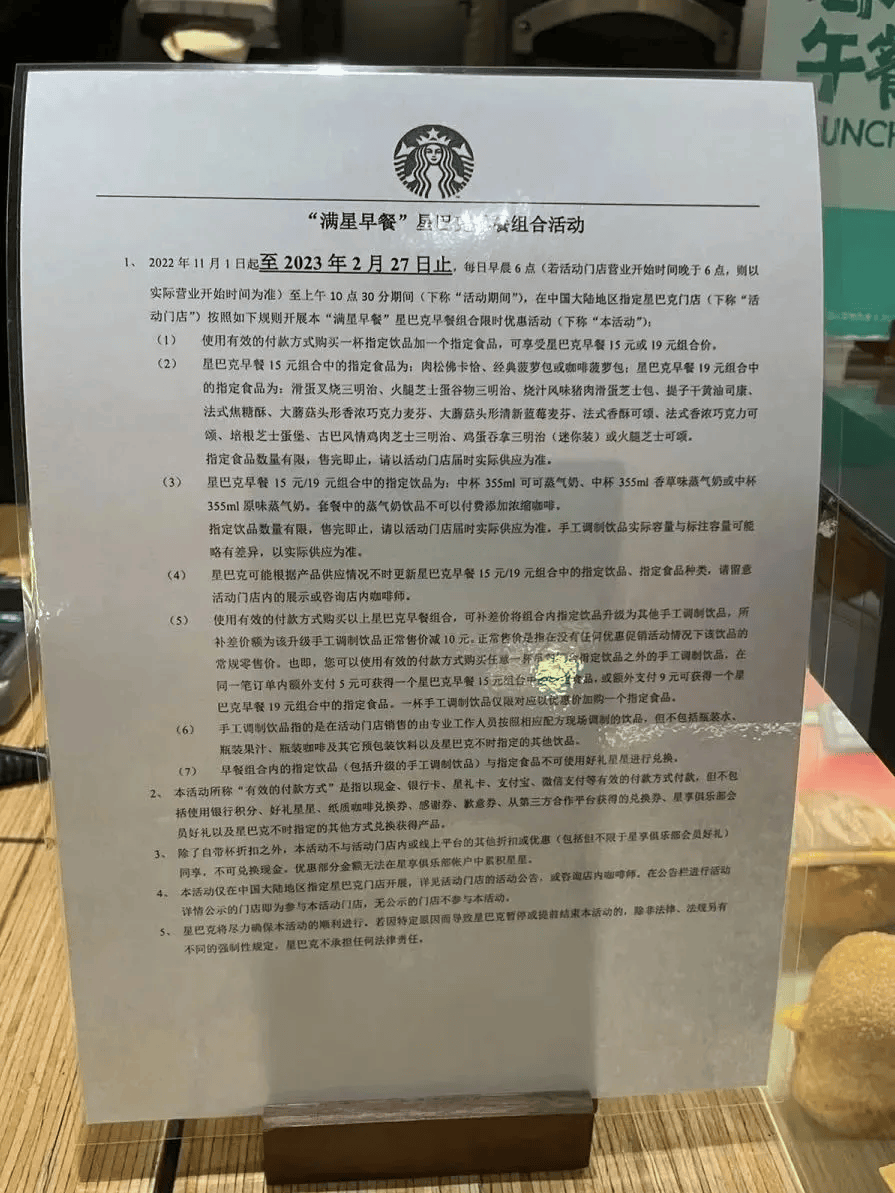 午餐
UNCH
“满星早餐”星巴克早餐组合活动
1、 2022年11月1日起至 2023 年 2 月 27 日止，每日早晨6点（若活动门店营业开始时间晚于6点，则以
实际营业开始时间为准）至上午10点30分期间（下称“活动期间”），在中国大陆地区指定星巴克门店（下称“活
动门店”）按照如下规则开展本“满星早餐”星巴克早餐组合限时优惠活动（下称“本活动”）：
（1） 使用有效的付款方式购买一杯指定饮品加一个指定食品，可享受星巴克早餐15元或19元组合价。
（2） 星巴克早餐15元组合中的指定食品为：肉松佛卡恰、经典菠萝包或咖啡菠萝包；星巴克早餐19元组合中
的指定食品为：滑蛋叉烧三明治、火腿芝士蛋谷物三明治、烧汁风味猪肉滑蛋芝士包、提子干黄油司康、
法式焦糖酥、大蘑菇头形香浓巧克力麦芬、大蘑菇头形清新蓝莓麦芬、法式香酥可颂、法式香浓巧克力可
颂、培根芝士蛋堡、古巴风情鸡肉芝士三明治、鸡蛋吞拿三明治（迷你装）或火腿芝士可颂。
指定食品数量有限，售完即止，请以活动门店届时实际供应为准。
（3） 星巴克早餐 15 元/19 元组合中的指定饮品为：中杯 355ml 可可蒸气奶、中杯 355ml 香草味蒸气奶或中杯
355ml 原味蒸气奶。套餐中的蒸气奶饮品不可以付费添加浓缩咖啡。
指定饮品数量有限，售完即止，请以活动门店届时实际供应为准。手工调制饮品实际容量与标注容量可能
略有差异，以实际供应为准。
（4） 星巴克可能根据产品供应情况不时更新星巴克早餐15元/19元组合中的指定饮品、指定食品种类，请留意
活动门店内的展示或咨询店内咖啡师。
（5） 使用有效的付款方式购买以上星巴克早餐组合，可补差价将组合内指定饮品升级为其他手工调制饮品，所
补差价额为该升级手工调制饮品正常售价减10元。正常售价是指在没有任何优惠促销活动情况下该饮品的
常规零售价。也即，您可以使用有效的付款方式购买任意一杯指定饮品之外的手工调制饮品，在
同一笔订单内额外支付5元可获得一个星巴克早餐15元组合中的食品，或额外支付9元可获得一个星
巴克早餐19元组合中的指定食品。一杯手工调制饮品仅限对应以优惠价加购一个指定食品。
（6） 手工调制饮品指的是在活动门店销售的由专业工作人员按照相应配方现场调制的饮品，但不包括瓶装水、
瓶装果汁、瓶装咖啡及其它预包装饮料以及星巴克不时指定的其他饮品。
（7） 早餐组合内的指定饮品（包括升级的手工调制饮品）与指定食品不可使用好礼星星进行兑换。
2、 本活动所称“有效的付款方式”是指以现金、银行卡、星礼卡、支付宝、微信支付等有效的付款方式付款，但不包
括使用银行积分、好礼星星、纸质咖啡兑换券、感谢券、歉意券、从第三方合作平台获得的兑换券、星享俱乐部会
员好礼以及星巴克不时指定的其他方式兑换获得产品。
3、 除了自带杯折扣之外，本活动不与活动门店内或线上平台的其他折扣或优惠（包括但不限于星享俱乐部会员好礼）
同享，不可兑换现金。优惠部分金额无法在星享俱乐部帐户中累积星星。
4、 本活动仅在中国大陆地区指定星巴克门店开展，详见活动门店的活动公告，或咨询店内咖啡师。在公告栏进行活动
详情公示的门店即为参与本活动门店，无公示的门店不参与本活动。
5、 星巴克将尽力确保本活动的顺利进行。若因特定原因而导致星巴克暂停或提前结束本活动的，除非法律、法规另有
不同的强制性规定，星巴克不承担任何法律责任。